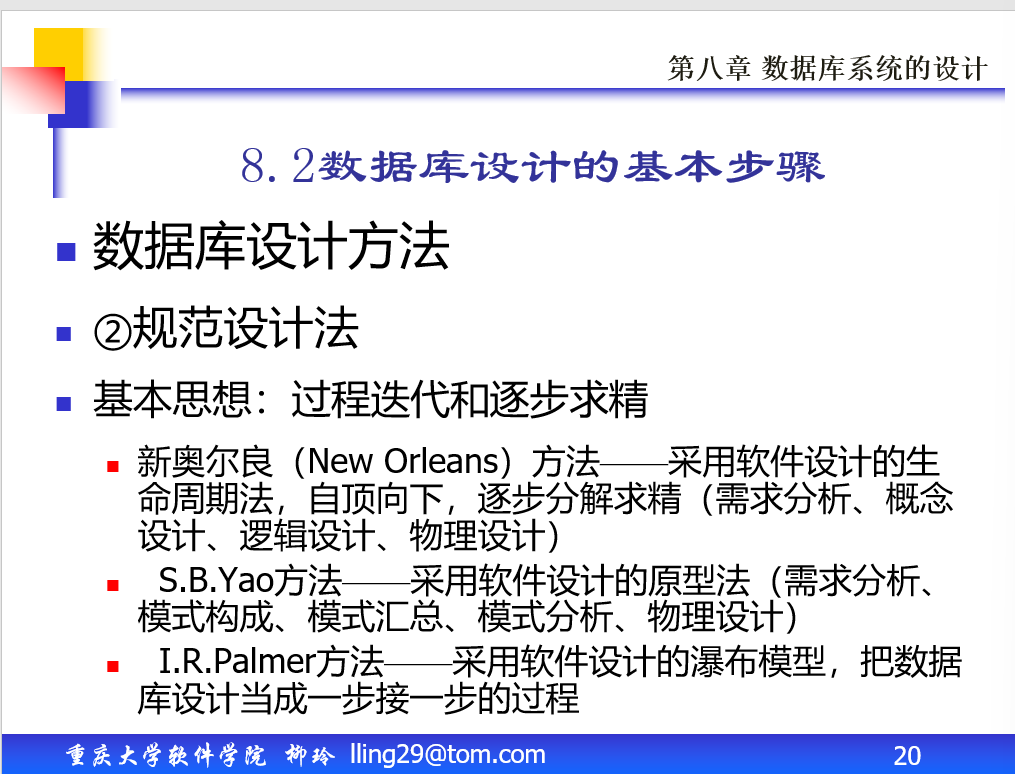 第八章 数据库系统的设计
8.2数据库设计的基本步骤
数据库设计方法
②规范设计法
基本思想：过程迭代和逐步求精
新奥尔良（New Orleans）方法——采用软件设计的生
命周期法，自顶向下，逐步分解求精（需求分析、概念
设计、逻辑设计、物理设计）
S.B.Yao方法——采用软件设计的原型法（需求分析、
模式构成、模式汇总、模式分析、物理设计）
I.R.Palmer方法——采用软件设计的瀑布模型，把数据
库设计当成一步接一步的过程
重庆大学软件学院 柳玲 lling29@tom.com 20